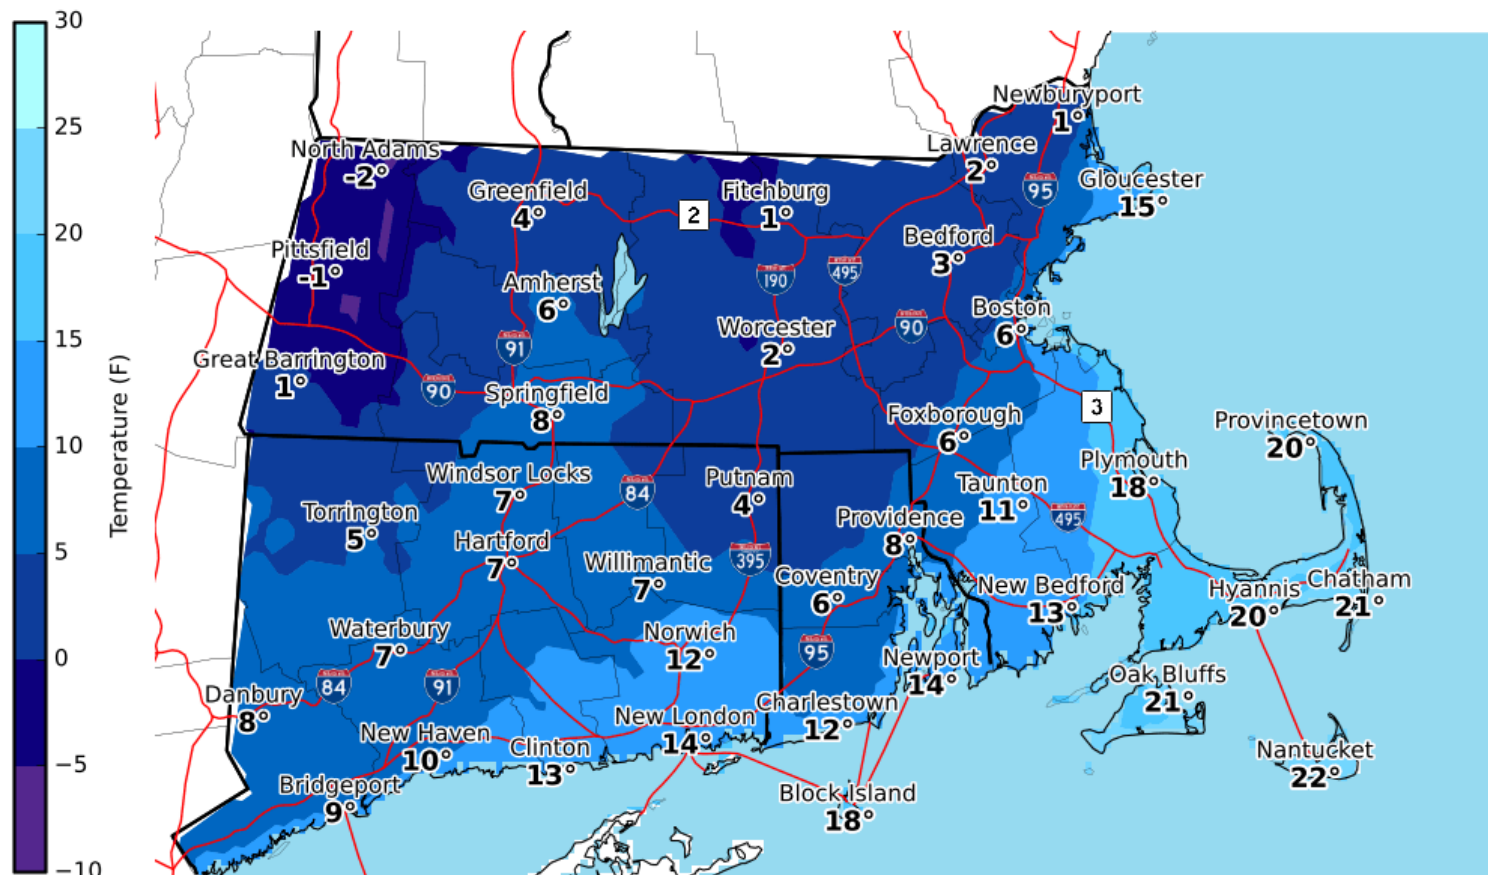 30
25
20
15
10
5
0
−5
−10
Temperature (F)
Newburyport
1°
North Adams
-2°
Lawrence
2°
Greenfield
4°
2
Fitchburg
1°
95
Gloucester
15°
Pittsfield
-1°
Bedford
3°
Amherst
6°
190
495
Boston
6°
Worcester
2°
90
91
Great Barrington
1°
90
Springfield
8°
Foxborough
6°
3
Provincetown
20°
Windsor Locks
7°
84
Putnam
4°
Plymouth
18°
Taunton
11°
495
Torrington
5°
Hartford
7°
Providence
8°
Willimantic
7°
395
Coventry
6°
New Bedford
13°
Hyannis
20°
Chatham
21°
Waterbury
7°
Norwich
12°
95
Newport
14°
Oak Bluffs
21°
84
91
Danbury
8°
Charlestown
12°
New London
14°
New Haven
10°
Clinton
13°
Nantucket
22°
Bridgeport
9°
Block Island
18°